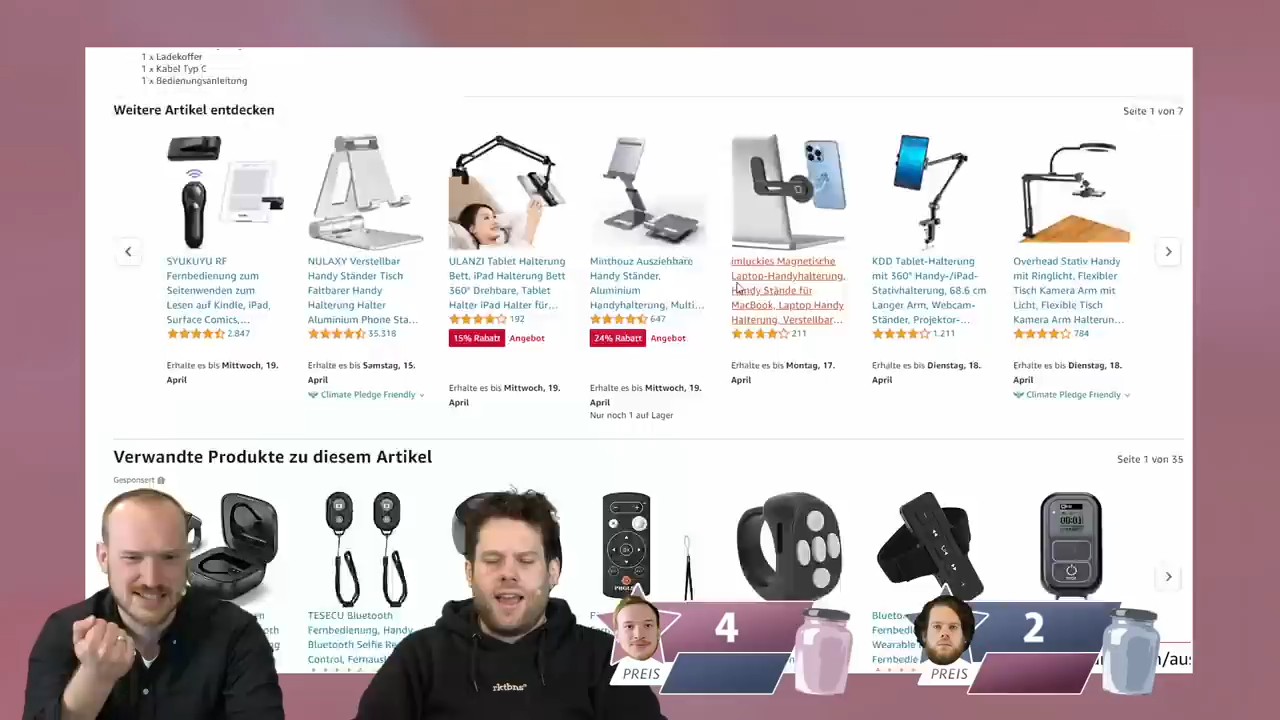 1 x Ladekoffer
1 x Kabel Typ C
1 x Bedienungsanleitung
Weitere Artikel entdecken
Seite 1 von 7
SYUKUYU RF
Fernbedienung zum
Seitenwenden zum
Lesen auf Kindle, iPad,
Surface Comics,…
2.847
Erhalte es bis Mittwoch, 19.
April
NULAXY Verstellbar
Handy Ständer Tisch
Faltbarer Handy
Halterung Halter
Aluminium Phone Sta…
35.318
Erhalte es bis Samstag, 15.
April
Climate Pledge Friendly
ULANZI Tablet Halterung
Bett, iPad Halterung Bett
360° Drehbare, Tablet
Halter iPad Halter für…
192
15% Rabatt Angebot
Erhalte es bis Mittwoch, 19.
April
Minthouz Ausziehbare
Handy Ständer,
Aluminium
Handyhalterung, Multi…
647
24% Rabatt Angebot
Erhalte es bis Mittwoch, 19.
April
Nur noch 1 auf Lager
imluckies Magnetische
Laptop-Handyhalterung,
Handy Stände für
MacBook, Laptop Handy
Halterung, Verstellbar…
211
Erhalte es bis Montag, 17.
April
KDD Tablet-Halterung
mit 360° Handy-/iPad-
Stativhalterung, 68.6 cm
Langer Arm, Webcam-
Ständer, Projektor-…
1.211
Erhalte es bis Dienstag, 18.
April
Overhead Stativ Handy
mit Ringlicht, Flexibler
Tisch Kamera Arm mit
Licht, Flexible Tisch
Kamera Arm Halterun…
784
Erhalte es bis Dienstag, 18.
April
Climate Pledge Friendly
Verwandte Produkte zu diesem Artikel
Seite 1 von 35
Gesponsert
OK
00:01
TESECU Bluetooth
Fernbedienung, Handy
Bluetooth Selfie Re
Control, Fernaus
Blueto
Fernbedi
Wearable
Fernbedie
rktbns
4
PREIS
2
PREIS